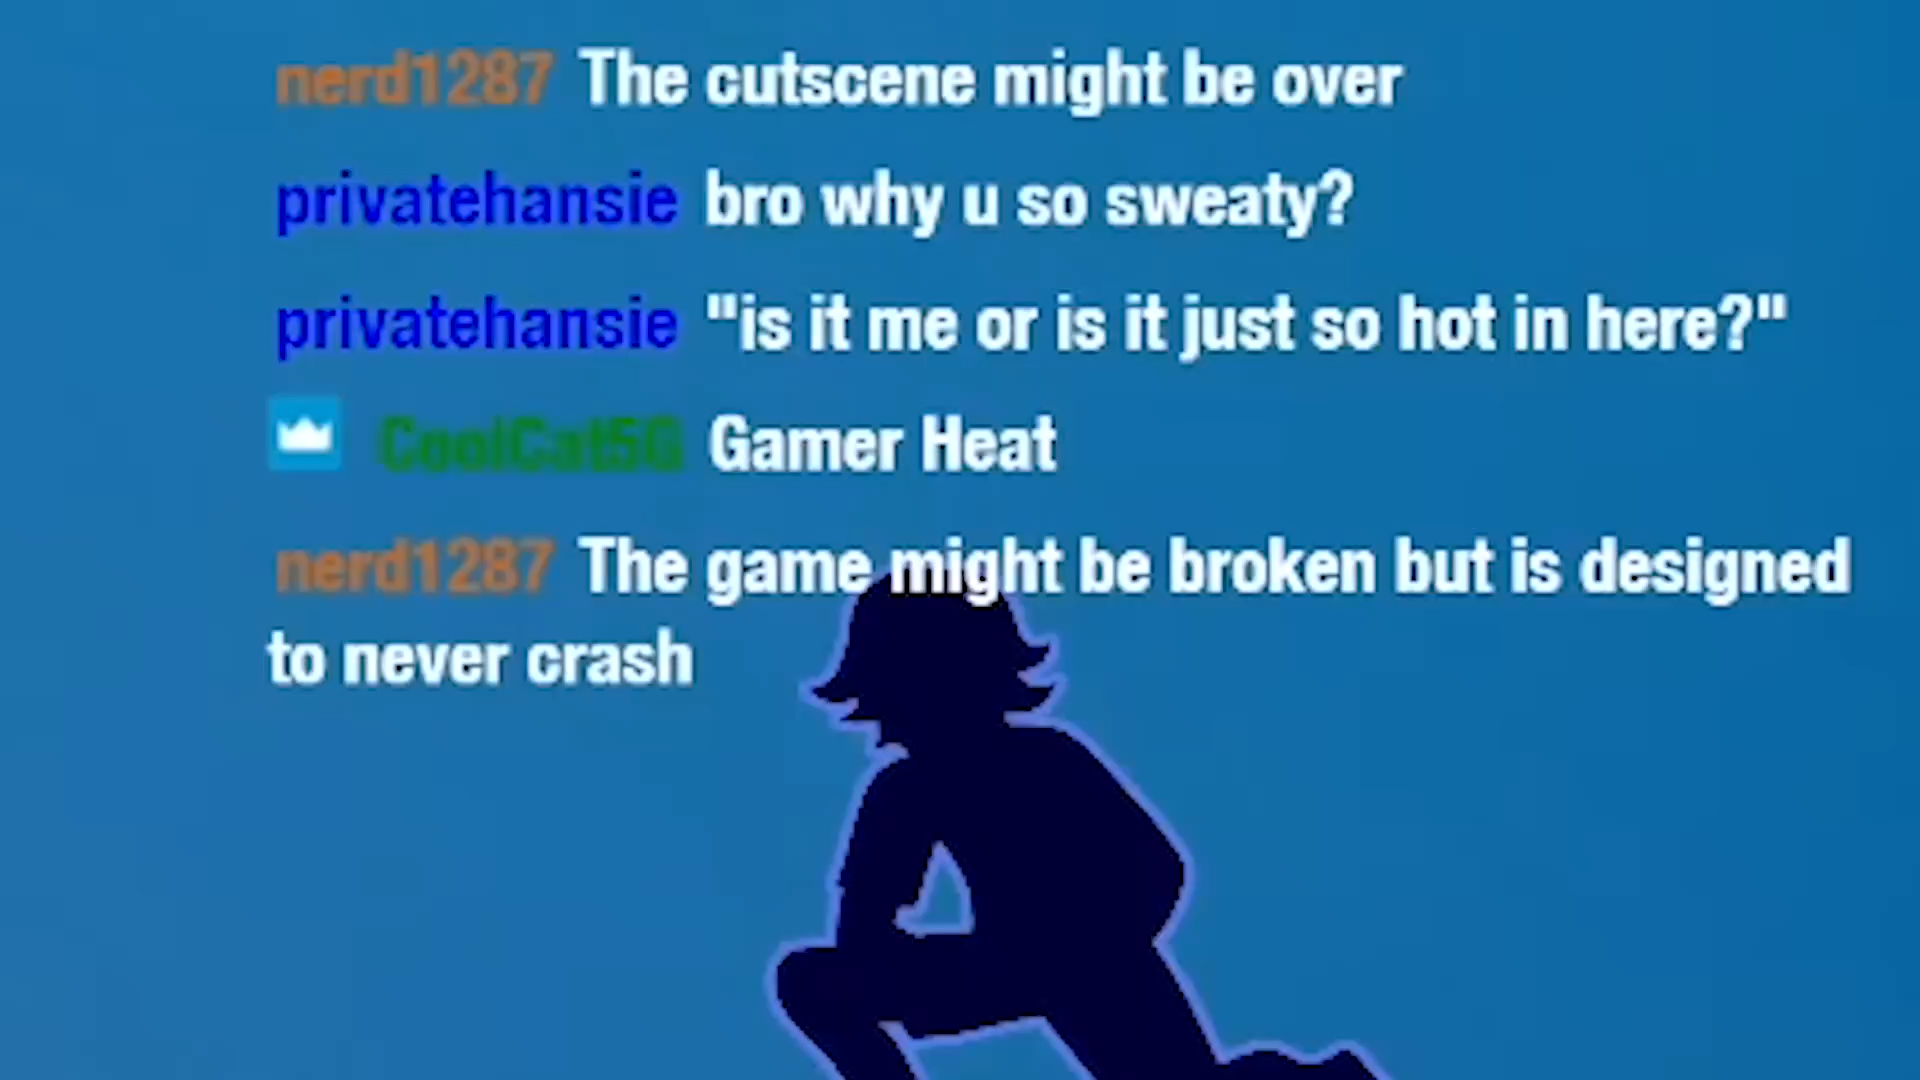 nerd1287 The cutscene might be over
privatehansie bro why u so sweaty?
privatehansie "is it me or is it just so hot in here?"
CoolCat5G Gamer Heat
nerd1287 The game might be broken but is designed
to never crash